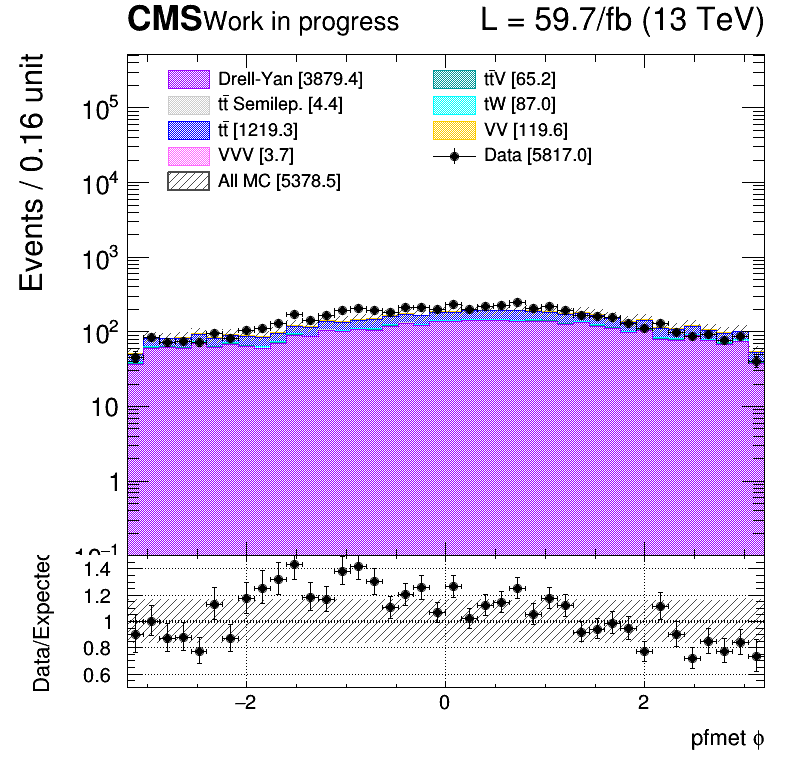 CMS Work in progress L = 59.7/fb (13 TeV)
Events / 0.16 unit
Drell-Yan [3879.4]
tt̄ Semilep. [4.4]
tt̄ [1219.3]
VVV [3.7]
All MC [5378.5]
tt̄V [65.2]
tW [87.0]
VV [119.6]
Data [5817.0]
10⁵
10⁴
10³
10²
10
1
10⁻¹
Data/Expected
1.4
1.2
1
0.8
0.6
−2 0 2
pfmet ϕ